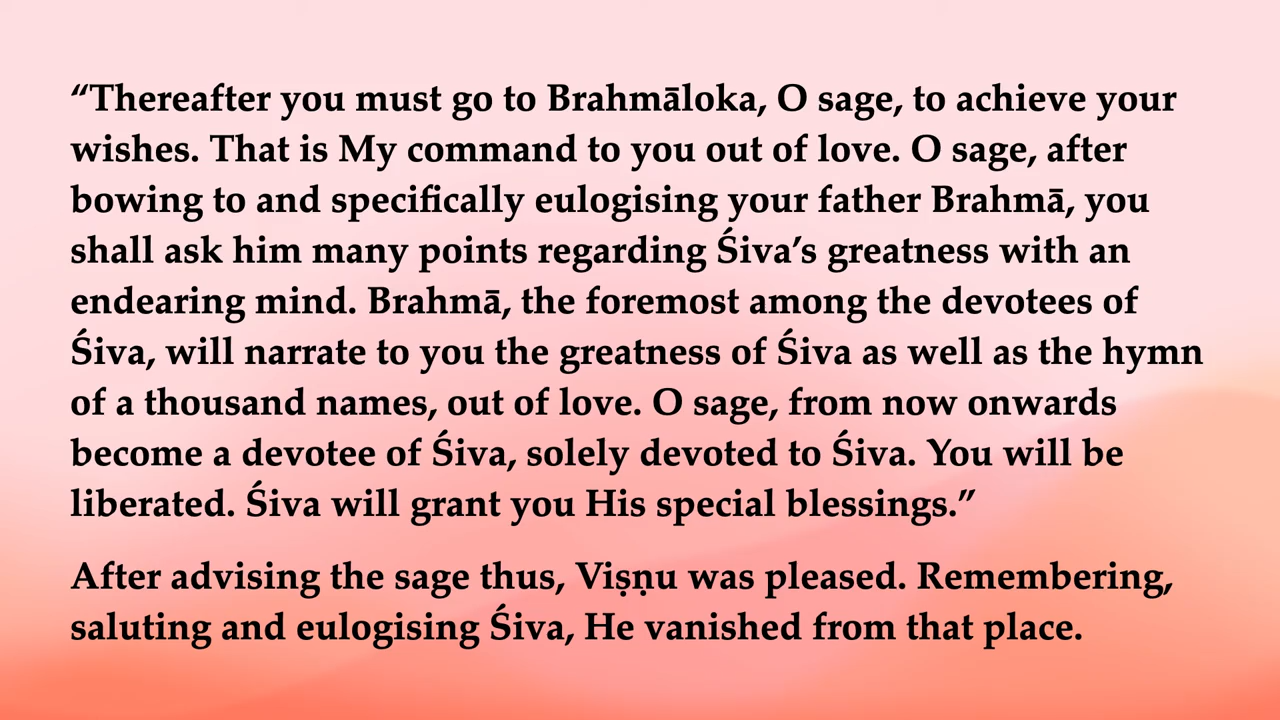 “Thereafter you must go to Brahmāloka, O sage, to achieve your
wishes. That is My command to you out of love. O sage, after
bowing to and specifically eulogising your father Brahmā, you
shall ask him many points regarding Śiva’s greatness with an
endearing mind. Brahmā, the foremost among the devotees of
Śiva, will narrate to you the greatness of Śiva as well as the hymn
of a thousand names, out of love. O sage, from now onwards
become a devotee of Śiva, solely devoted to Śiva. You will be
liberated. Śiva will grant you His special blessings.”
After advising the sage thus, Viṣṇu was pleased. Remembering,
saluting and eulogising Śiva, He vanished from that place.